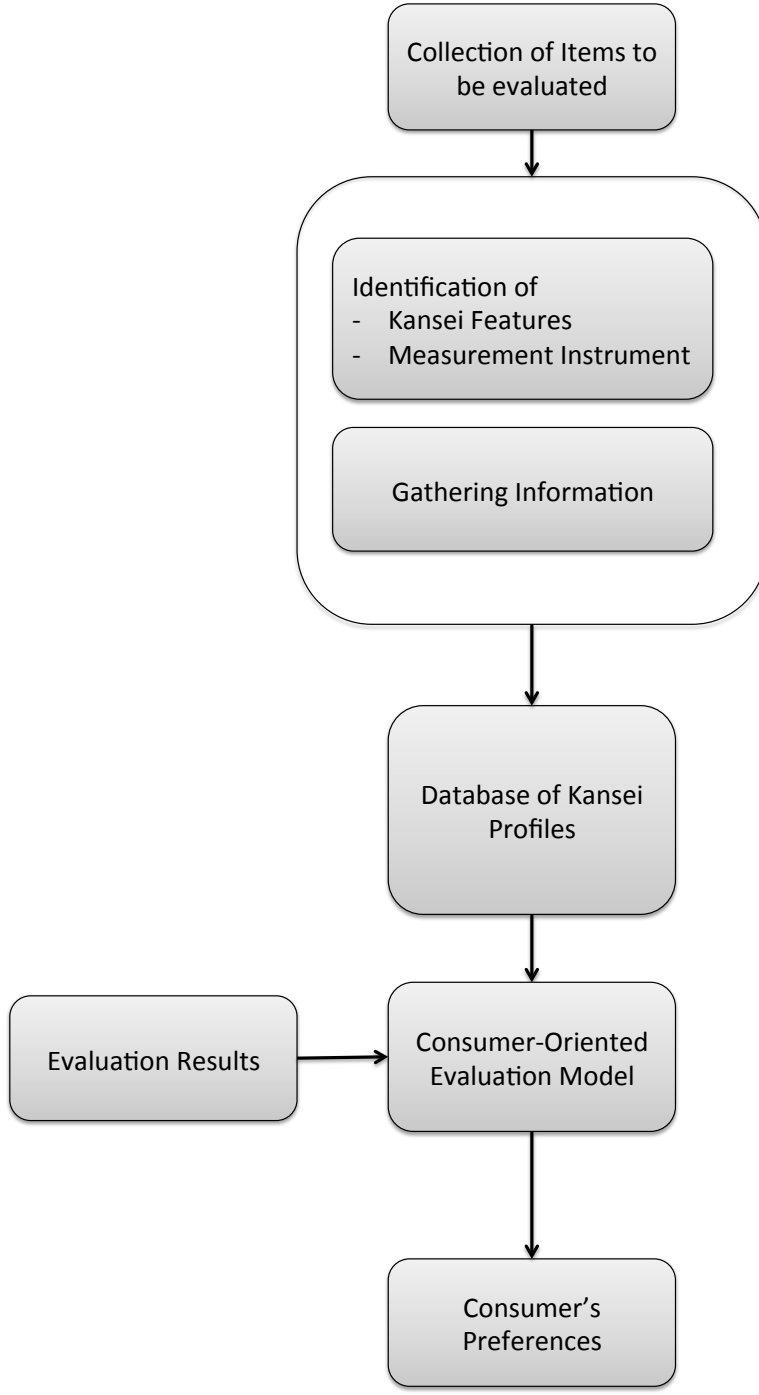 Collection of Items to
be evaluated
Identification of
- Kansei Features
- Measurement Instrument
Gathering Information
Database of Kansei
Profiles
Evaluation Results
Consumer-Oriented
Evaluation Model
Consumer's
Preferences